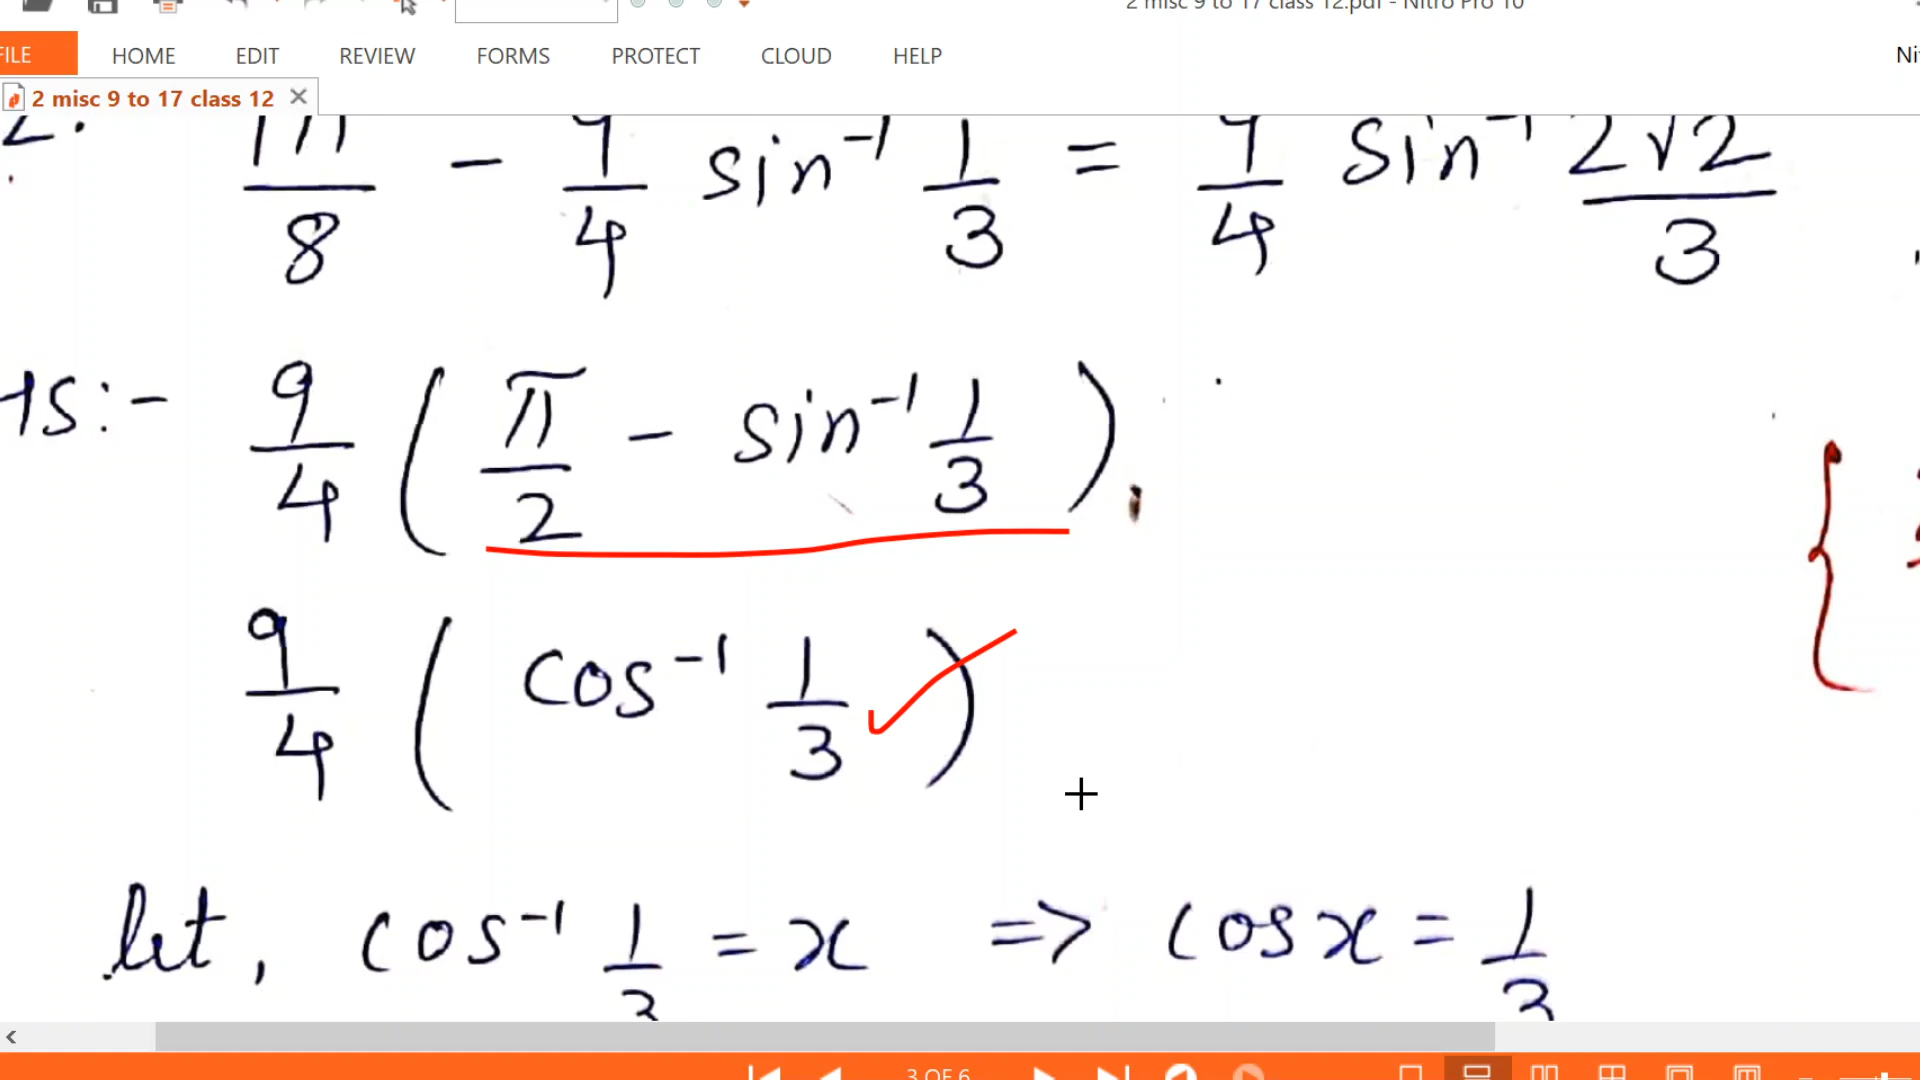 2 misc 9 to 17 class 12.pdf - Nitro Pro 10
FILE HOME EDIT REVIEW FORMS PROTECT CLOUD HELP
2 misc 9 to 17 class 12
2. 9π/8 - 9/4 sin⁻¹ 1/3 = 9/4 sin⁻¹ 2√2/3
HS:- 9/4 ( π/2 - sin⁻¹ 1/3 ).
9/4 ( cos⁻¹ 1/3 )
let, cos⁻¹ 1/3 = x => cos x = 1/3
3 OF 6